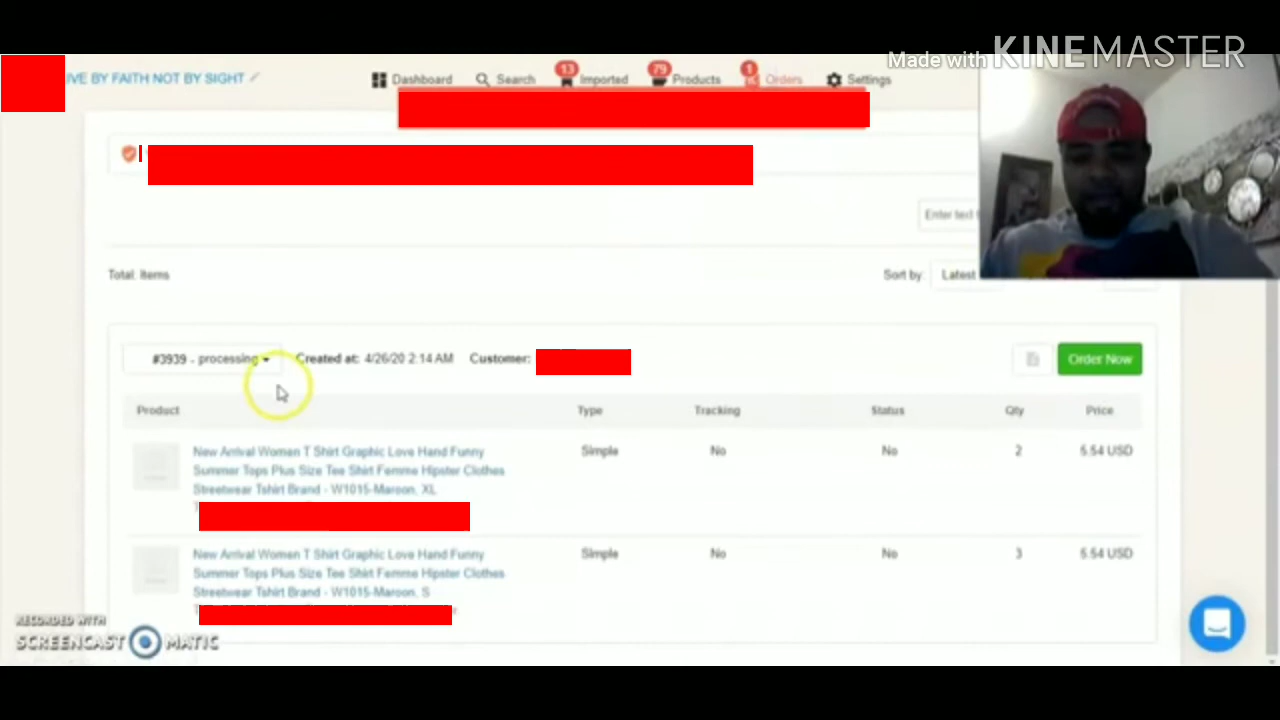 Made with KINEMASTER
IVE BY FAITH NOT BY SIGHT
Dashboard
Search
13
Imported
79
Products
1
Orders
Settings
Enter text
Total: Items
Sort by: Latest
#3939 - processing
Created at: 4/26/20 2:14 AM
Customer:
Order Now
Product Type Tracking Status Qty Price
New Arrival Women T Shirt Graphic Love Hand Funny
Summer Tops Plus Size Tee Shirt Femme Hipster Clothes
Streetwear Tshirt Brand - W1015-Maroon, XL
Simple No No 2 5.54 USD
New Arrival Women T Shirt Graphic Love Hand Funny
Summer Tops Plus Size Tee Shirt Femme Hipster Clothes
Streetwear Tshirt Brand - W1015-Maroon, S
Simple No No 3 5.54 USD
RECORDED WITH
SCREENCAST MATIC